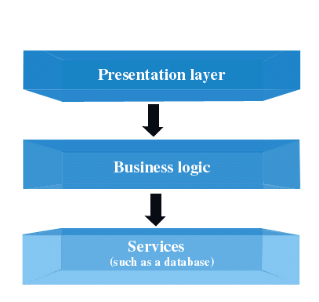 Presentation layer
Business logic
Services
(such as a database)